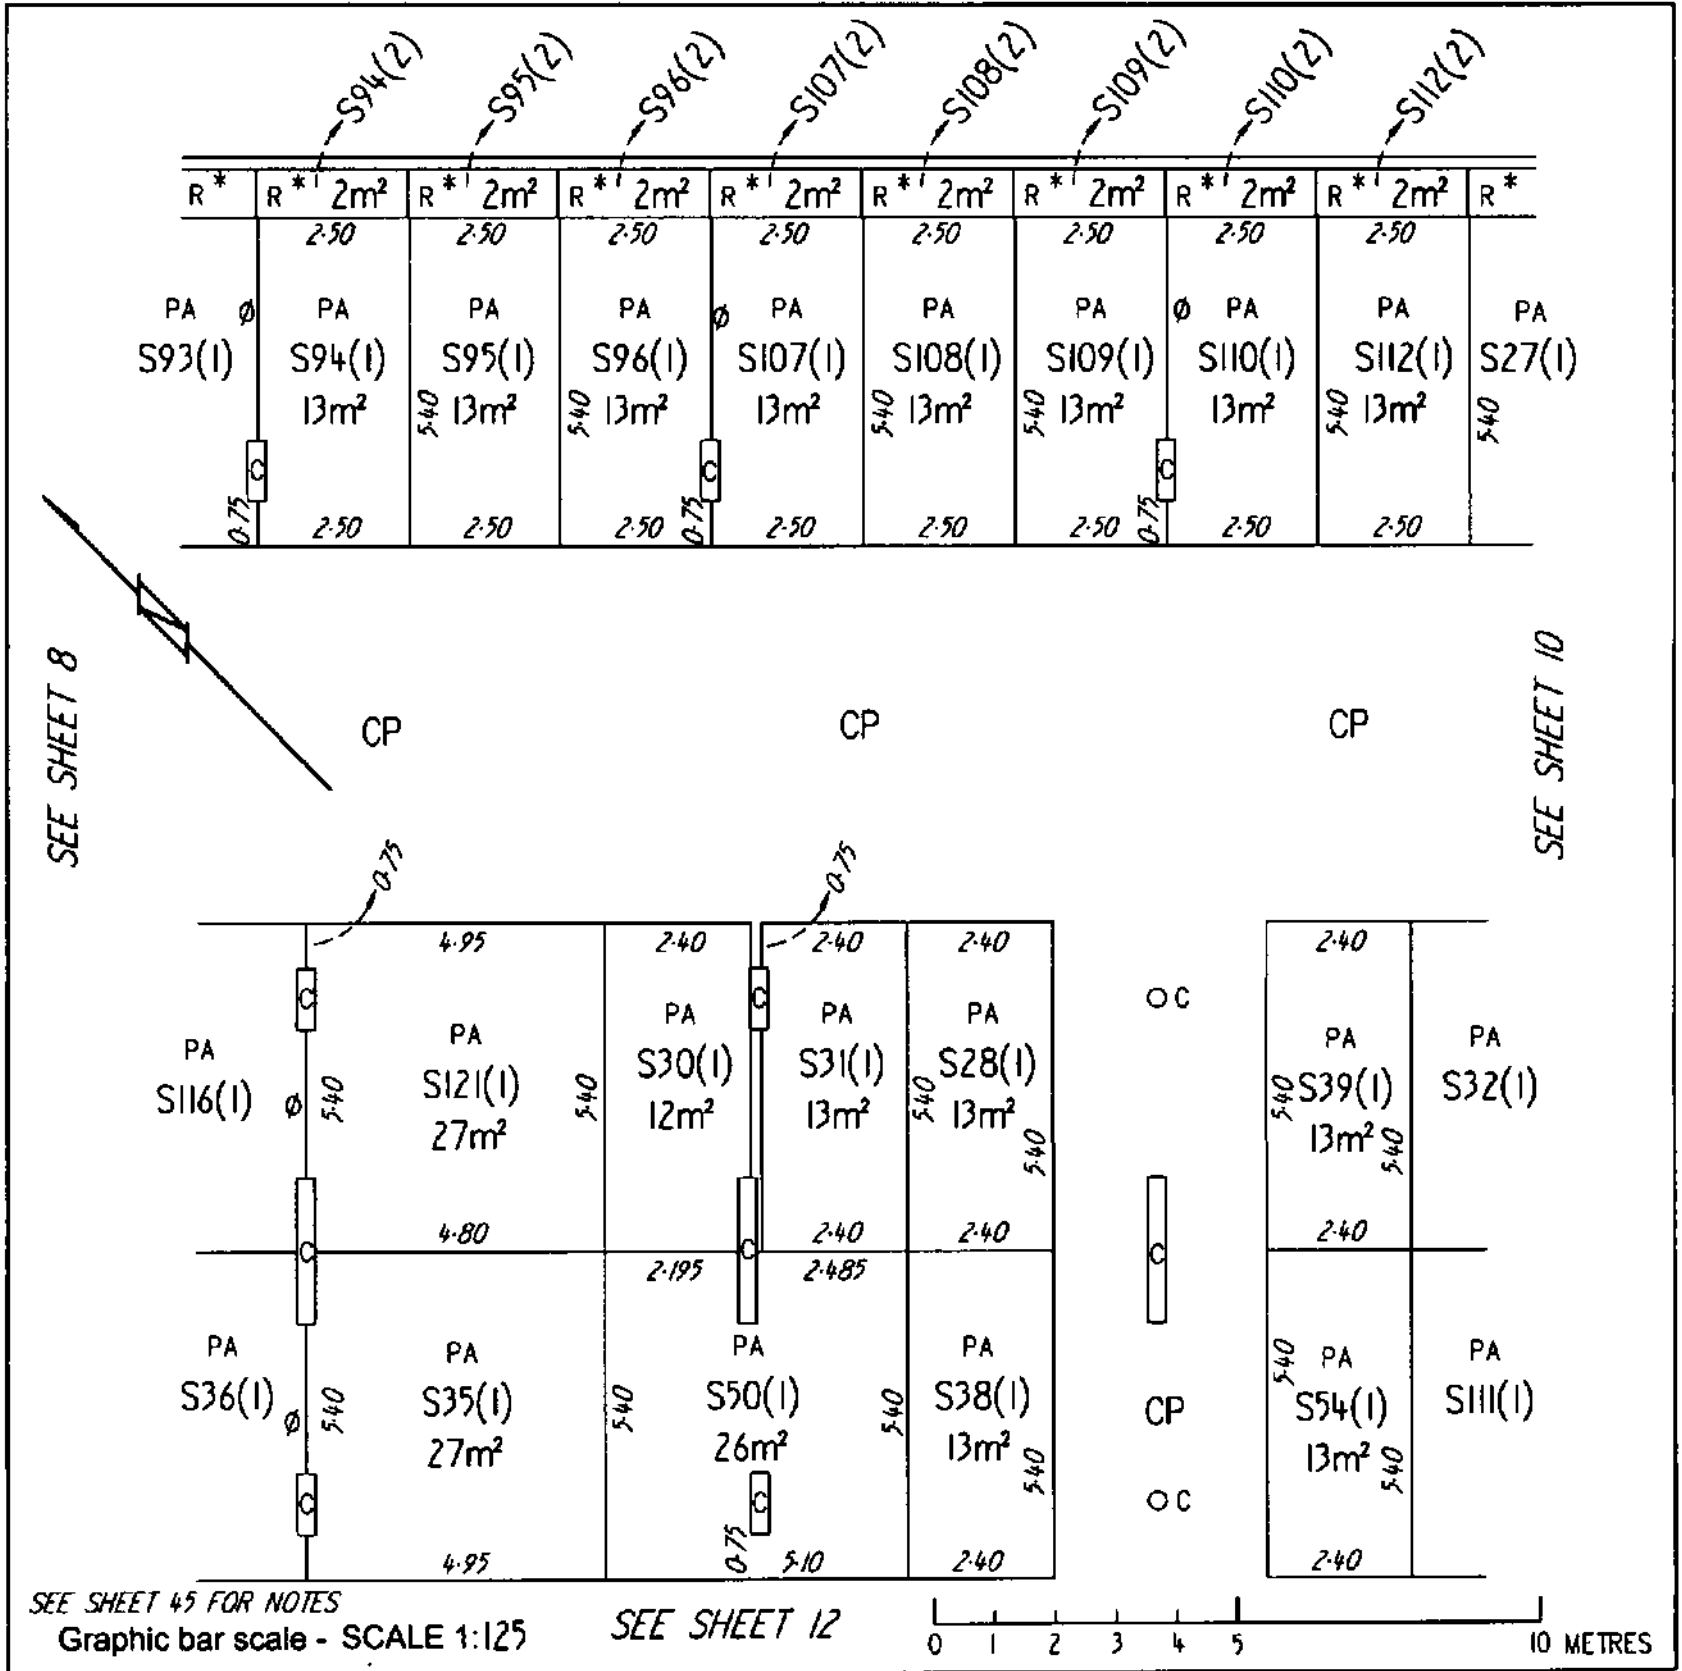 S94(2) S95(2) S96(2) S107(2) S108(2) S109(2) S110(2) S112(2)
R* R* 2m² R* 2m² R* 2m² R* 2m² R* 2m² R* 2m² R* 2m² R* 2m² R*
2·50 2·50 2·50 2·50 2·50 2·50 2·50 2·50
PA Ø PA PA PA Ø PA PA PA Ø PA PA PA
S93(1) S94(1) S95(1) S96(1) S107(1) S108(1) S109(1) S110(1) S112(1) S27(1)
13m² 5·40 13m² 5·40 13m² 13m² 5·40 13m² 5·40 13m² 13m² 5·40 13m² 5·40
C C C
0·75 2·50 2·50 2·50 0·75 2·50 2·50 2·50 0·75 2·50 2·50
SEE SHEET 8
CP CP CP
SEE SHEET 10
0·75 0·75
4·95 2·40 2·40 2·40 2·40
C C O C
PA PA PA PA PA PA PA
S116(1) Ø 5·40 S121(1) 5·40 S30(1) S31(1) 5·40 S28(1) 5·40 S39(1) S32(1)
27m² 12m² 13m² 13m² 5·40 13m² 5·40
4·80 2·40 2·40 2·40
C C C
2·195 2·485
PA PA PA PA 5·40 PA PA
S36(1) Ø 5·40 S35(1) 5·40 S50(1) 5·40 S38(1) CP S54(1) S111(1)
27m² 26m² 13m² 5·40 13m² 5·40
C C O C
4·95 0·75 5·10 2·40 2·40
SEE SHEET 45 FOR NOTES
Graphic bar scale - SCALE 1:125
SEE SHEET 12
0 1 2 3 4 5 10 METRES